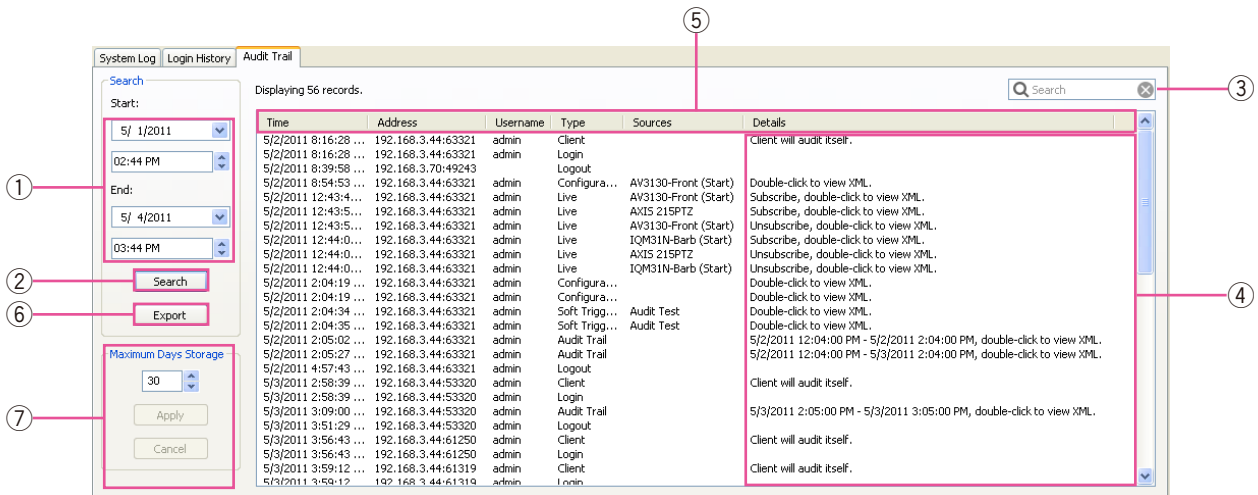 5
System Log Login History Audit Trail
Search
Displaying 56 records.
Search
3
Start:
5/ 1/2011
02:44 PM
1
End:
5/ 4/2011
03:44 PM
2
Search
6
Export
Maximum Days Storage
30
7
Apply
Cancel
Time Address Username Type Sources Details
5/2/2011 8:16:28 ... 192.168.3.44:63321 admin Client Client will audit itself.
5/2/2011 8:16:28 ... 192.168.3.44:63321 admin Login
5/2/2011 8:39:58 ... 192.168.3.70:49243 Logout
5/2/2011 8:54:53 ... 192.168.3.44:63321 admin Configura... AV3130-Front (Start) Double-click to view XML.
5/2/2011 12:43:4... 192.168.3.44:63321 admin Live AV3130-Front (Start) Subscribe, double-click to view XML.
5/2/2011 12:43:5... 192.168.3.44:63321 admin Live AXIS 215PTZ Subscribe, double-click to view XML.
5/2/2011 12:43:5... 192.168.3.44:63321 admin Live AV3130-Front (Start) Unsubscribe, double-click to view XML.
5/2/2011 12:44:0... 192.168.3.44:63321 admin Live IQM31N-Barb (Start) Subscribe, double-click to view XML.
5/2/2011 12:44:0... 192.168.3.44:63321 admin Live AXIS 215PTZ Unsubscribe, double-click to view XML.
5/2/2011 12:44:0... 192.168.3.44:63321 admin Live IQM31N-Barb (Start) Unsubscribe, double-click to view XML.
5/2/2011 2:04:19 ... 192.168.3.44:63321 admin Configura... Double-click to view XML.
5/2/2011 2:04:19 ... 192.168.3.44:63321 admin Configura... Double-click to view XML.
5/2/2011 2:04:34 ... 192.168.3.44:63321 admin Soft Trigg... Audit Test Double-click to view XML.
5/2/2011 2:04:35 ... 192.168.3.44:63321 admin Soft Trigg... Audit Test Double-click to view XML.
5/2/2011 2:05:02 ... 192.168.3.44:63321 admin Audit Trail 5/2/2011 12:04:00 PM - 5/2/2011 2:04:00 PM, double-click to view XML.
5/2/2011 2:05:27 ... 192.168.3.44:63321 admin Audit Trail 5/2/2011 12:04:00 PM - 5/3/2011 2:04:00 PM, double-click to view XML.
5/2/2011 4:57:43 ... 192.168.3.44:63321 admin Logout
5/3/2011 2:58:39 ... 192.168.3.44:53320 admin Client Client will audit itself.
5/3/2011 2:58:39 ... 192.168.3.44:53320 admin Login
5/3/2011 3:09:00 ... 192.168.3.44:53320 admin Audit Trail 5/3/2011 2:05:00 PM - 5/3/2011 3:05:00 PM, double-click to view XML.
5/3/2011 3:51:29 ... 192.168.3.44:53320 admin Logout
5/3/2011 3:56:43 ... 192.168.3.44:61250 admin Client Client will audit itself.
5/3/2011 3:56:43 ... 192.168.3.44:61250 admin Login
5/3/2011 3:59:12 ... 192.168.3.44:61319 admin Client Client will audit itself.
5/3/2011 3:59:12 ... 192.168.3.44:61319 admin Login
4